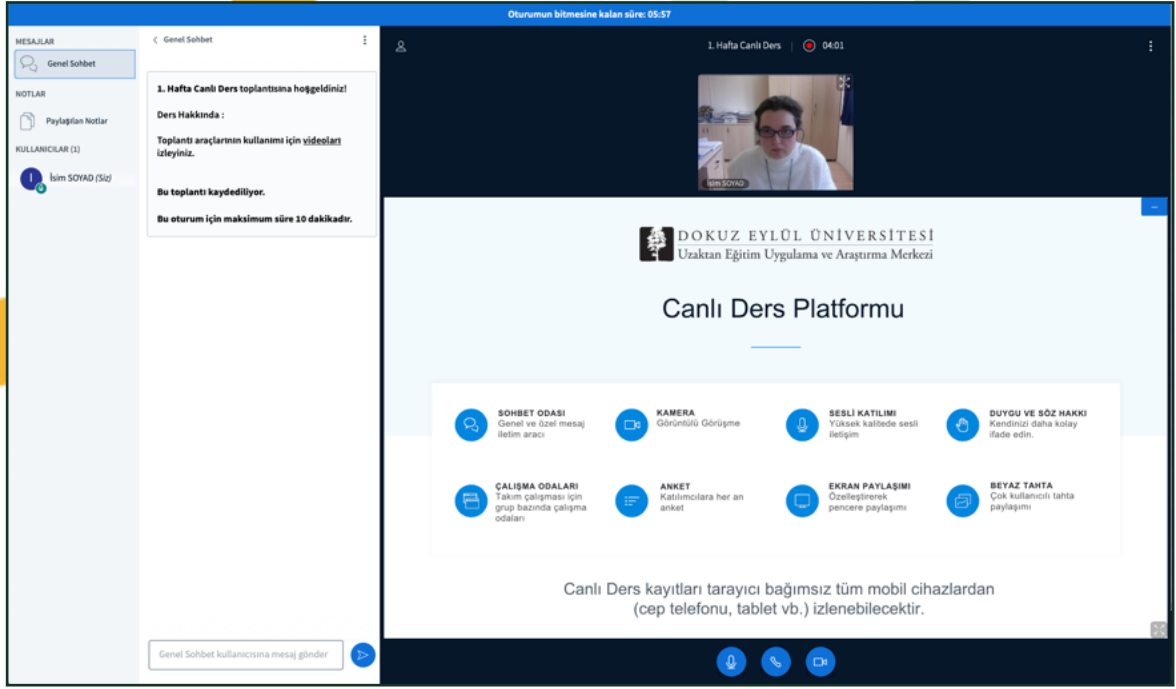 Oturumun bitmesine kalan süre: 05:57
MESAJLAR
Genel Sohbet
NOTLAR
Paylaşılan Notlar
KULLANICILAR (1)
I
İsim SOYAD (Siz)
Genel Sohbet
1. Hafta Canlı Ders toplantısına hoşgeldiniz!
Ders Hakkında :
Toplantı araçlarının kullanımı için videoları
izleyiniz.
Bu toplantı kaydediliyor.
Bu oturum için maksimum süre 10 dakikadır.
Genel Sohbet kullanıcısına mesaj gönder
1. Hafta Canlı Ders | 04:01
İsim SOYAD
DOKUZ EYLÜL ÜNİVERSİTESİ
Uzaktan Eğitim Uygulama ve Araştırma Merkezi
Canlı Ders Platformu
SOHBET ODASI
Genel ve özel mesaj
iletim aracı
KAMERA
Görüntülü Görüşme
SESLİ KATILIMI
Yüksek kalitede sesli
iletişim
DUYGU VE SÖZ HAKKI
Kendinizi daha kolay
ifade edin.
ÇALIŞMA ODALARI
Takım çalışması için
grup bazında çalışma
odaları
ANKET
Katılımcılara her an
anket
EKRAN PAYLAŞIMI
Özelleştirerek
pencere paylaşımı
BEYAZ TAHTA
Çok kullanıcılı tahta
paylaşımı
Canlı Ders kayıtları tarayıcı bağımsız tüm mobil cihazlardan
(cep telefonu, tablet vb.) izlenebilecektir.